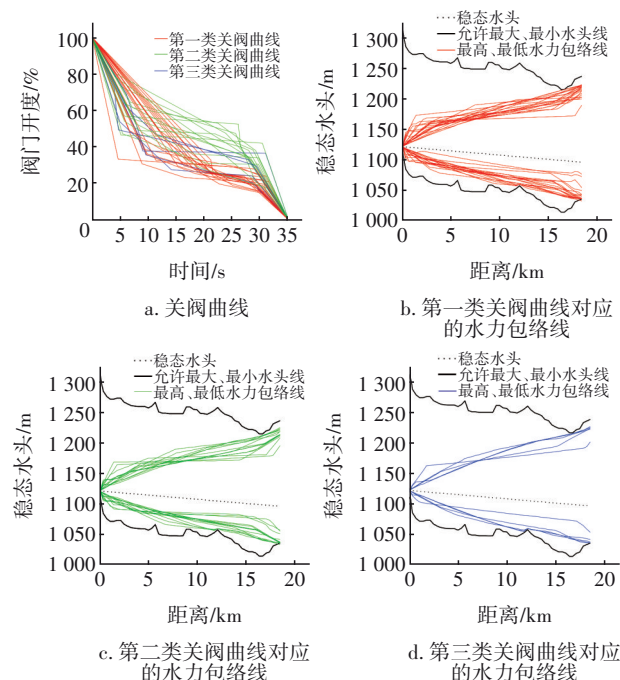 100
80
60
40
20
0
阀门开度/%
第一类关阀曲线
第二类关阀曲线
第三类关阀曲线
5 10 15 20 25 30 35
时间/s
a. 关阀曲线
稳态水头
允许最大、最小水头线
最高、最低水力包络线
1 300
1 250
1 200
1 150
1 100
1 050
1 000
稳态水头/m
0 5 10 15 20
距离/km
b. 第一类关阀曲线对应
的水力包络线
稳态水头
允许最大、最小水头线
最高、最低水力包络线
1 300
1 250
1 200
1 150
1 100
1 050
1 000
稳态水头/m
0 5 10 15 20
距离/km
c. 第二类关阀曲线对应
的水力包络线
稳态水头
允许最大、最小水头线
最高、最低水力包络线
1 300
1 250
1 200
1 150
1 100
1 050
1 000
稳态水头/m
0 5 10 15 20
距离/km
d. 第三类关阀曲线对应
的水力包络线